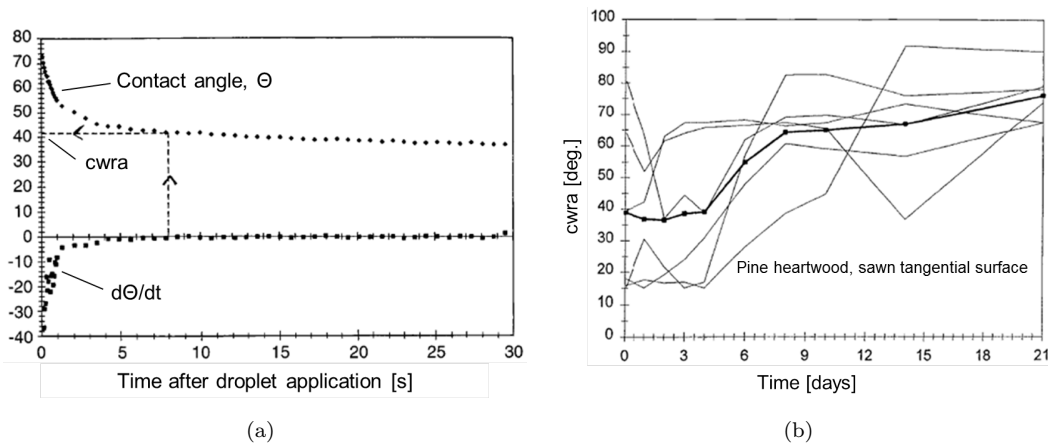 80
70
60
50
40
30
20
10
0
-10
-20
-30
-40
Contact angle, Θ
cwra
dΘ/dt
0 5 10 15 20 25 30
Time after droplet application [s]
(a)
100
90
80
70
60
50
40
30
20
10
0
cwra [deg.]
Pine heartwood, sawn tangential surface
0 3 6 9 12 15 18 21
Time [days]
(b)